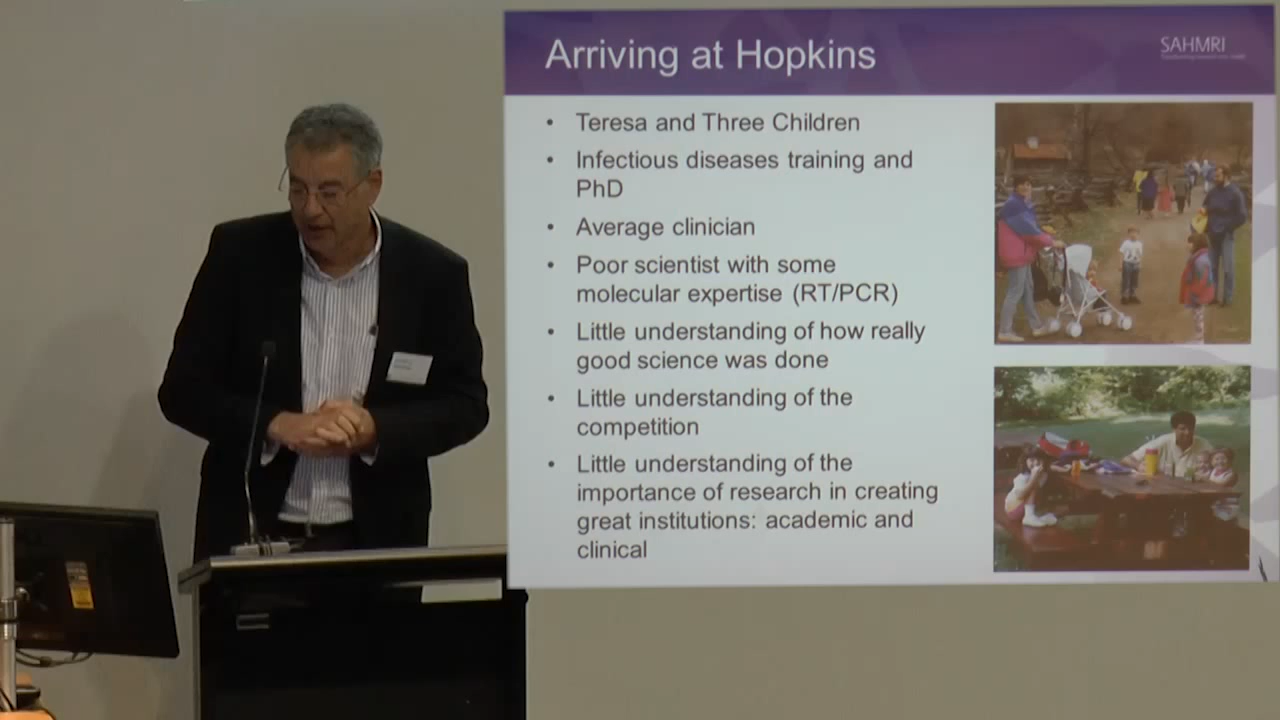 Arriving at Hopkins
SAHMRI
• Teresa and Three Children
• Infectious diseases training and
PhD
• Average clinician
• Poor scientist with some
molecular expertise (RT/PCR)
• Little understanding of how really
good science was done
• Little understanding of the
competition
• Little understanding of the
importance of research in creating
great institutions: academic and
clinical